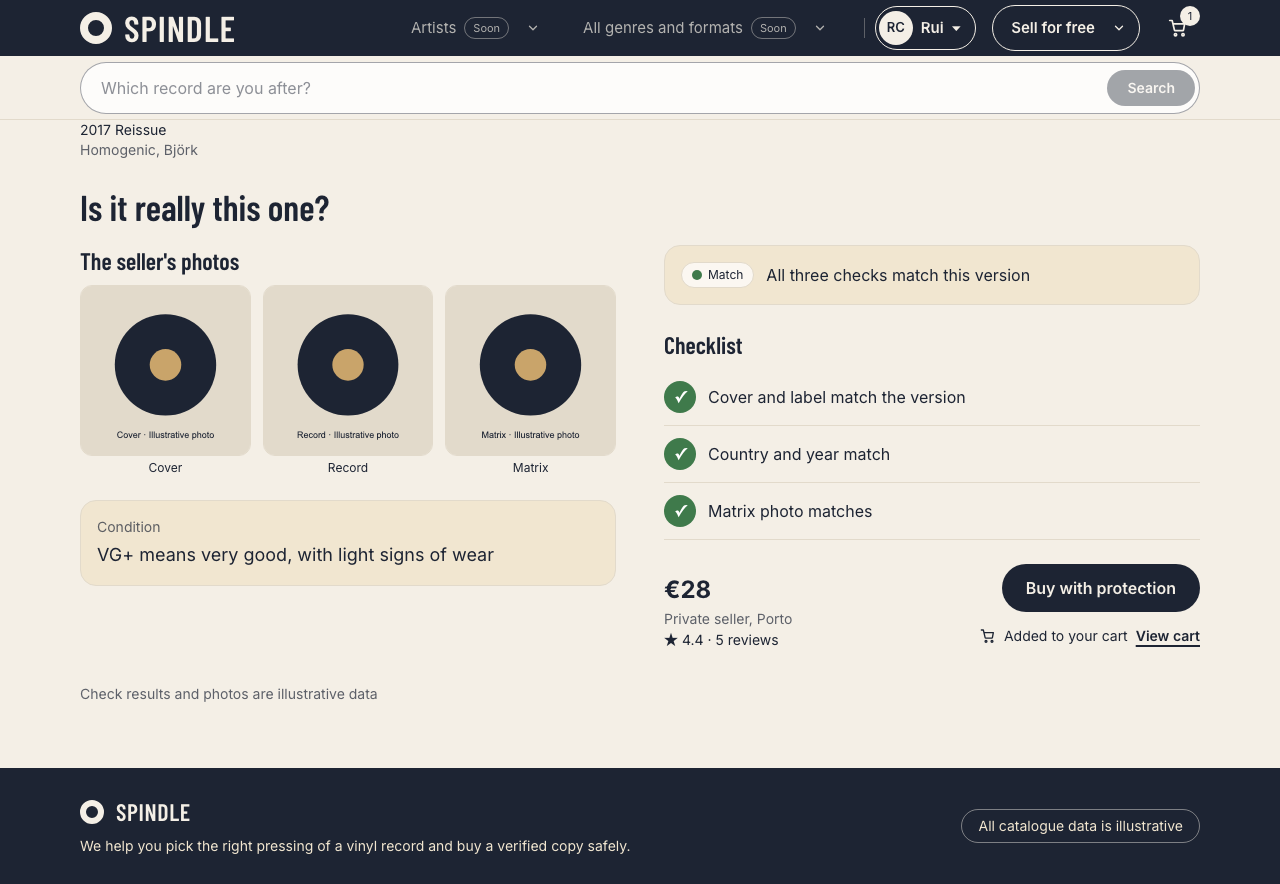 SPINDLE
Artists Soon
All genres and formats Soon
RC Rui
Sell for free
1
Which record are you after?
Search
2017 Reissue
Homogenic, Björk
Is it really this one?
The seller's photos
Cover · Illustrative photo
Record · Illustrative photo
Matrix · Illustrative photo
Cover
Record
Matrix
Condition
VG+ means very good, with light signs of wear
Match
All three checks match this version
Checklist
Cover and label match the version
Country and year match
Matrix photo matches
€28
Private seller, Porto
★ 4.4 · 5 reviews
Buy with protection
Added to your cart View cart
Check results and photos are illustrative data
SPINDLE
We help you pick the right pressing of a vinyl record and buy a verified copy safely.
All catalogue data is illustrative